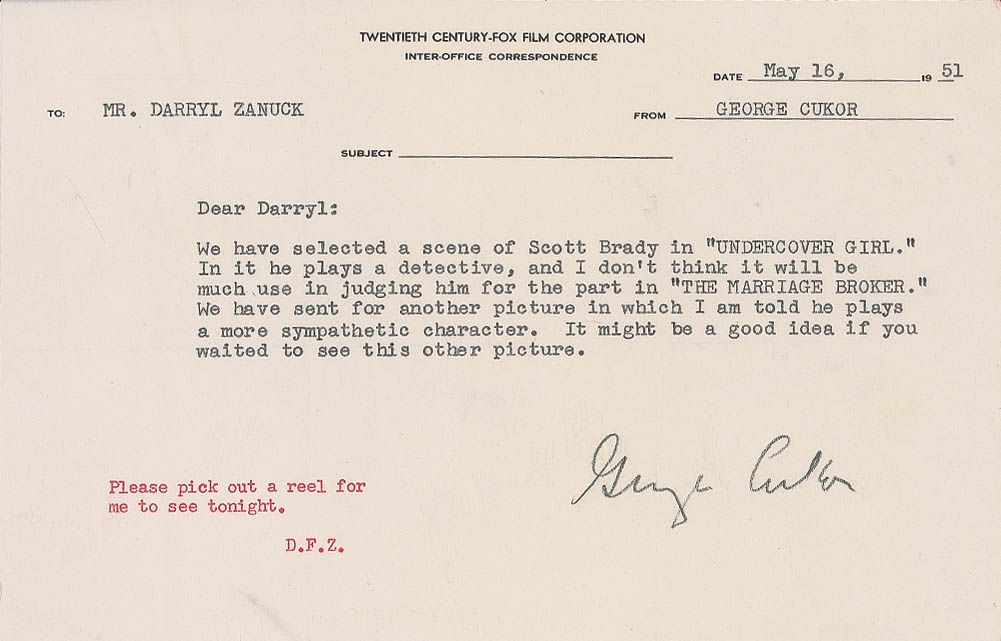 TWENTIETH CENTURY-FOX FILM CORPORATION
INTER-OFFICE CORRESPONDENCE
DATE May 16, 19 51
TO: MR. DARRYL ZANUCK
FROM GEORGE CUKOR
SUBJECT
Dear Darryl:
We have selected a scene of Scott Brady in "UNDERCOVER GIRL."
In it he plays a detective, and I don't think it will be
much use in judging him for the part in "THE MARRIAGE BROKER."
We have sent for another picture in which I am told he plays
a more sympathetic character. It might be a good idea if you
waited to see this other picture.
George Cukor
Please pick out a reel for
me to see tonight.
D.F.Z.